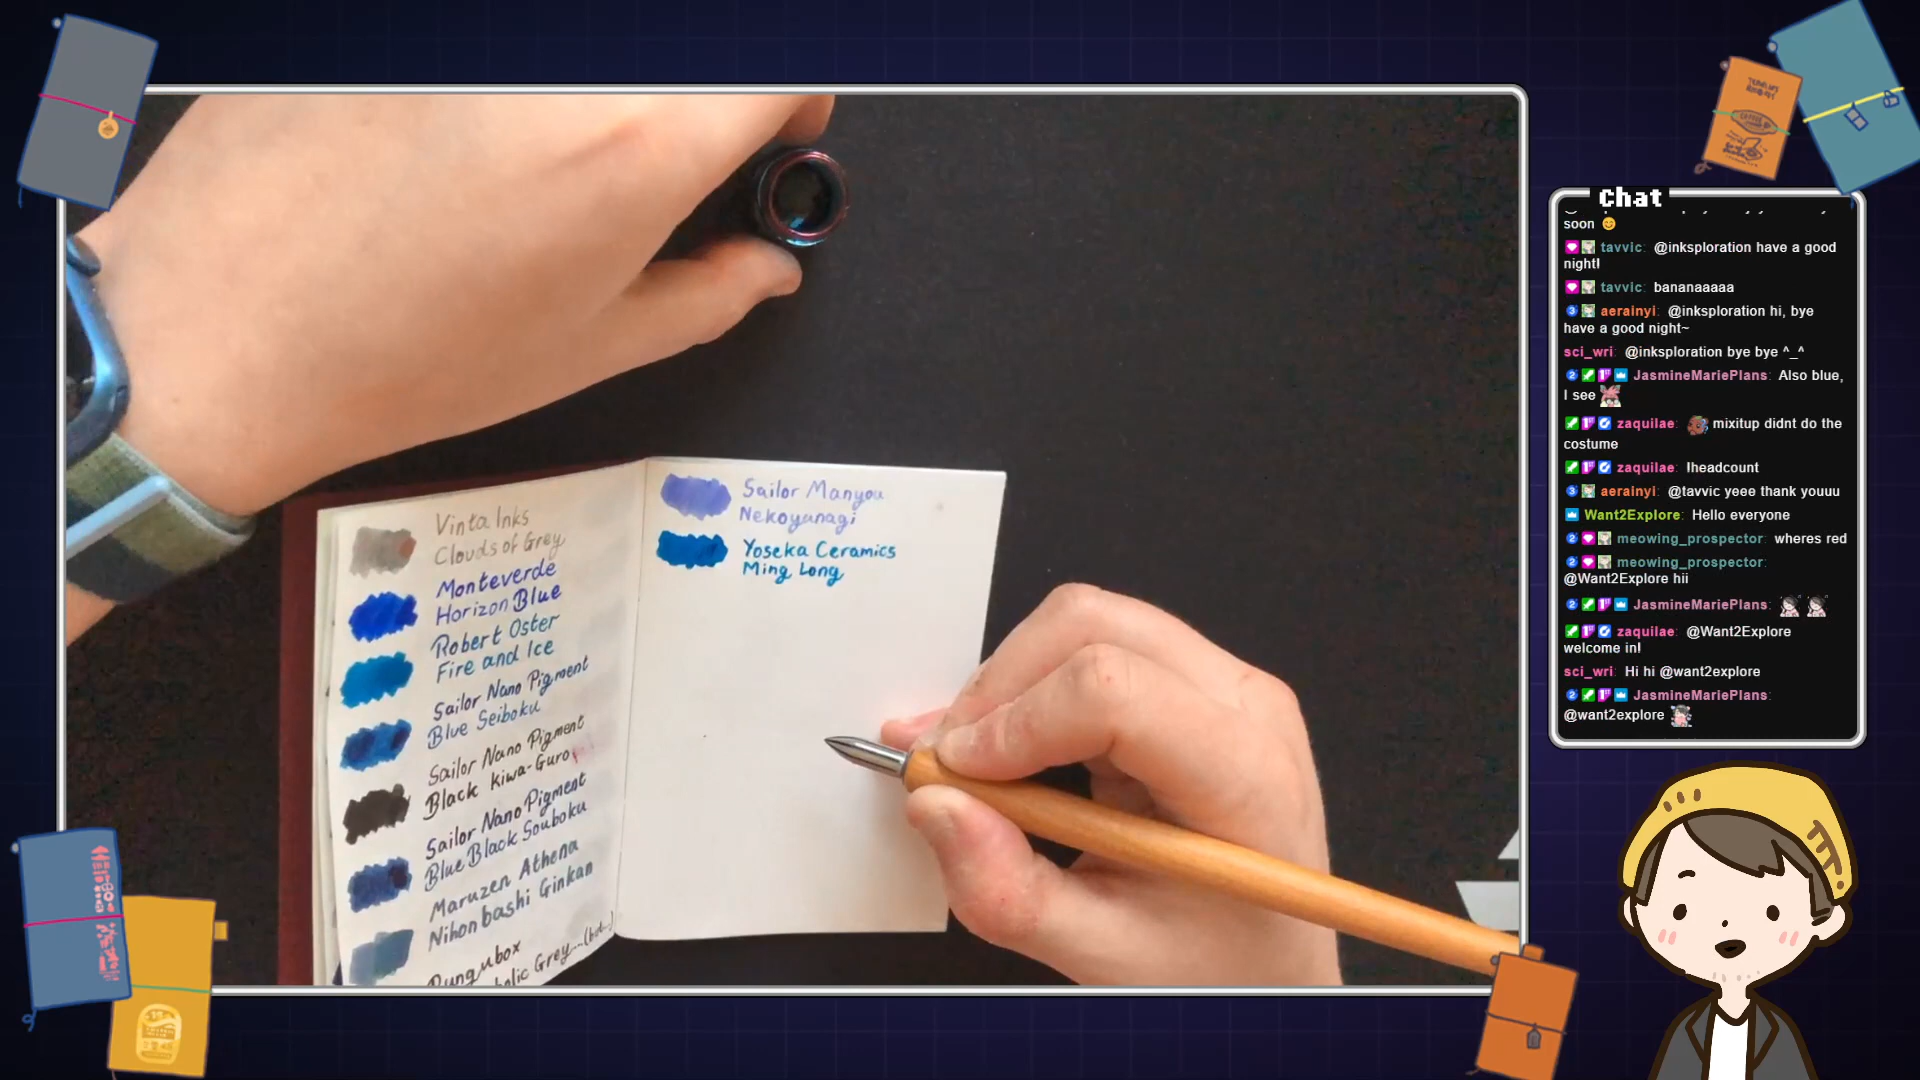 Vinta Inks
Clouds of Grey
Monteverde
Horizon Blue
Robert Oster
Fire and Ice
Sailor Nano Pigment
Blue Seiboku
Sailor Nano Pigment
Black Kiwa-Guro
Sailor Nano Pigment
Blue Black Souboku
Maruzen Athena
Nihonbashi Ginkan
Sailor Manyou
Nekoyanagi
Yoseka Ceramics
Ming Long
chat
soon
tavvic: @inksploration have a good
night!
tavvic: bananaaaaa
aerainyi: @inksploration hi, bye
have a good night~
sci_wri: @inksploration bye bye ^_^
JasmineMariePlans: Also blue,
I see
zaquilae: mixitup didnt do the
costume
zaquilae: !headcount
aerainyi: @tavvic yeee thank youuu
Want2Explore: Hello everyone
meowing_prospector: wheres red
meowing_prospector:
@Want2Explore hii
JasmineMariePlans:
zaquilae: @Want2Explore
welcome in!
sci_wri: Hi hi @want2explore
JasmineMariePlans:
@want2explore